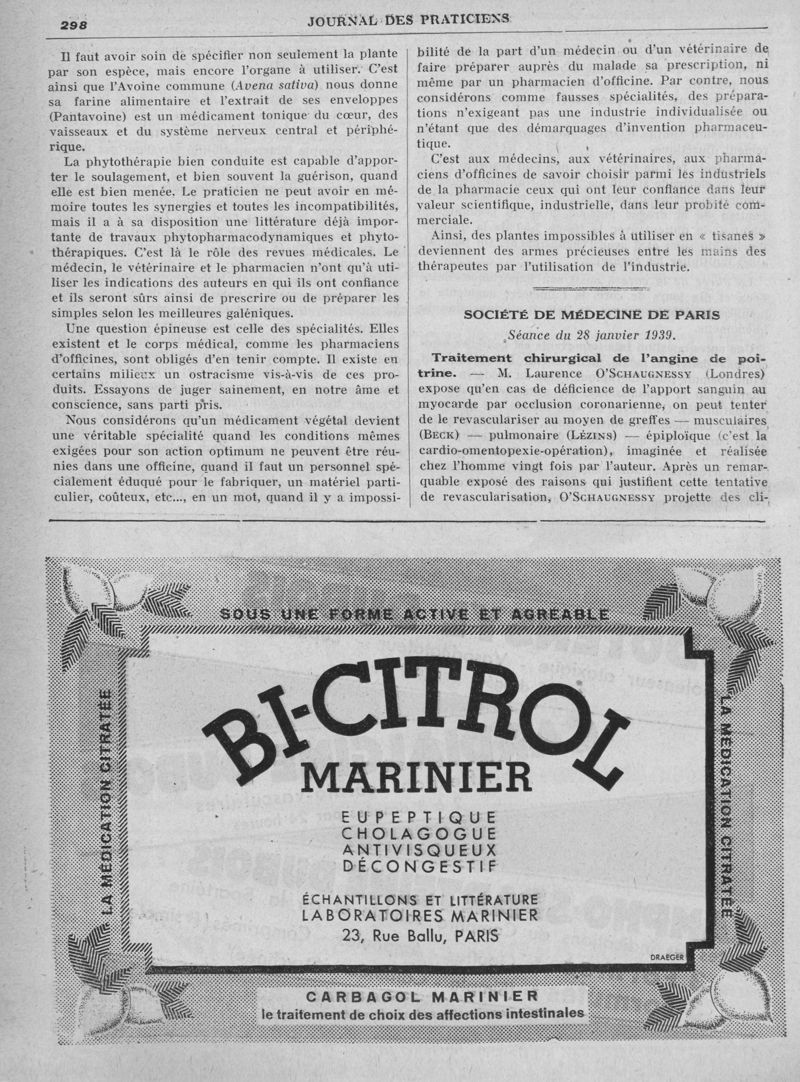 298
JOURNAL DES PRATICIENS
Il faut avoir soin de spécifier non seulement la plante
par son espèce, mais encore l'organe à utiliser. C'est
ainsi que l'Avoine commune (Avena sativa) nous donne
sa farine alimentaire et l'extrait de ses enveloppes
(Pantavoine) est un médicament tonique du cœur, des
vaisseaux et du système nerveux central et périphé-
rique.
La phytothérapie bien conduite est capable d'appor-
ter le soulagement, et bien souvent la guérison, quand
elle est bien menée. Le praticien ne peut avoir en mé-
moire toutes les synergies et toutes les incompatibilités,
mais il a à sa disposition une littérature déjà impor-
tante de travaux phytopharmacodynamiques et phyto-
thérapiques. C'est là le rôle des revues médicales. Le
médecin, le vétérinaire et le pharmacien n'ont qu'à uti-
liser les indications des auteurs en qui ils ont confiance
et ils seront sûrs ainsi de prescrire ou de préparer les
simples selon les meilleures galéniques.
Une question épineuse est celle des spécialités. Elles
existent et le corps médical, comme les pharmaciens
d'officines, sont obligés d'en tenir compte. Il existe en
certains milieux un ostracisme vis-à-vis de ces pro-
duits. Essayons de juger sainement, en notre âme et
conscience, sans parti pris.
Nous considérons qu'un médicament végétal devient
une véritable spécialité quand les conditions mêmes
exigées pour son action optimum ne peuvent être réu-
nies dans une officine, quand il faut un personnel spé-
cialement éduqué pour le fabriquer, un matériel parti-
culier, coûteux, etc..., en un mot, quand il y a impossi-
bilité de la part d'un médecin ou d'un vétérinaire de
faire préparer auprès du malade sa prescription, ni
même par un pharmacien d'officine. Par contre, nous
considérons comme fausses spécialités, des prépara-
tions n'exigeant pas une industrie individualisée ou
n'étant que des démarquages d'invention pharmaceu-
tique.
C'est aux médecins, aux vétérinaires, aux pharma-
ciens d'officines de savoir choisir parmi les industriels
de la pharmacie ceux qui ont leur confiance dans leur
valeur scientifique, industrielle, dans leur probité com-
merciale.
Ainsi, des plantes impossibles à utiliser en « tisanes »
deviennent des armes précieuses entre les mains des
thérapeutes par l'utilisation de l'industrie.
SOCIÉTÉ DE MÉDECINE DE PARIS
Séance du 28 janvier 1939.
Traitement chirurgical de l'angine de poi-
trine. — M. Laurence O'SCHAUGNESSY (Londres)
expose qu'en cas de déficience de l'apport sanguin au
myocarde par occlusion coronarienne, on peut tenter
de le revasculariser au moyen de greffes — musculaires
(BECK) — pulmonaire (LÉZINS) — épiploïque (c'est la
cardio-omentopexie-opération), imaginée et réalisée
chez l'homme vingt fois par l'auteur. Après un remar-
quable exposé des raisons qui justifient cette tentative
de revascularisation, O'SCHAUGNESSY projette des cli-
SOUS UNE FORME ACTIVE ET AGRÉABLE
LA MÉDICATION CITRATÉE
BI-CITROL
MARINIER
EUPEPTIQUE
CHOLAGOGUE
ANTIVISQUEUX
DÉCONGESTIF
ÉCHANTILLONS ET LITTÉRATURE
LABORATOIRES MARINIER
23, Rue Ballu, PARIS
DRAEGER
LA MÉDICATION CITRATÉE
CARBAGOL MARINIER
le traitement de choix des affections intestinales